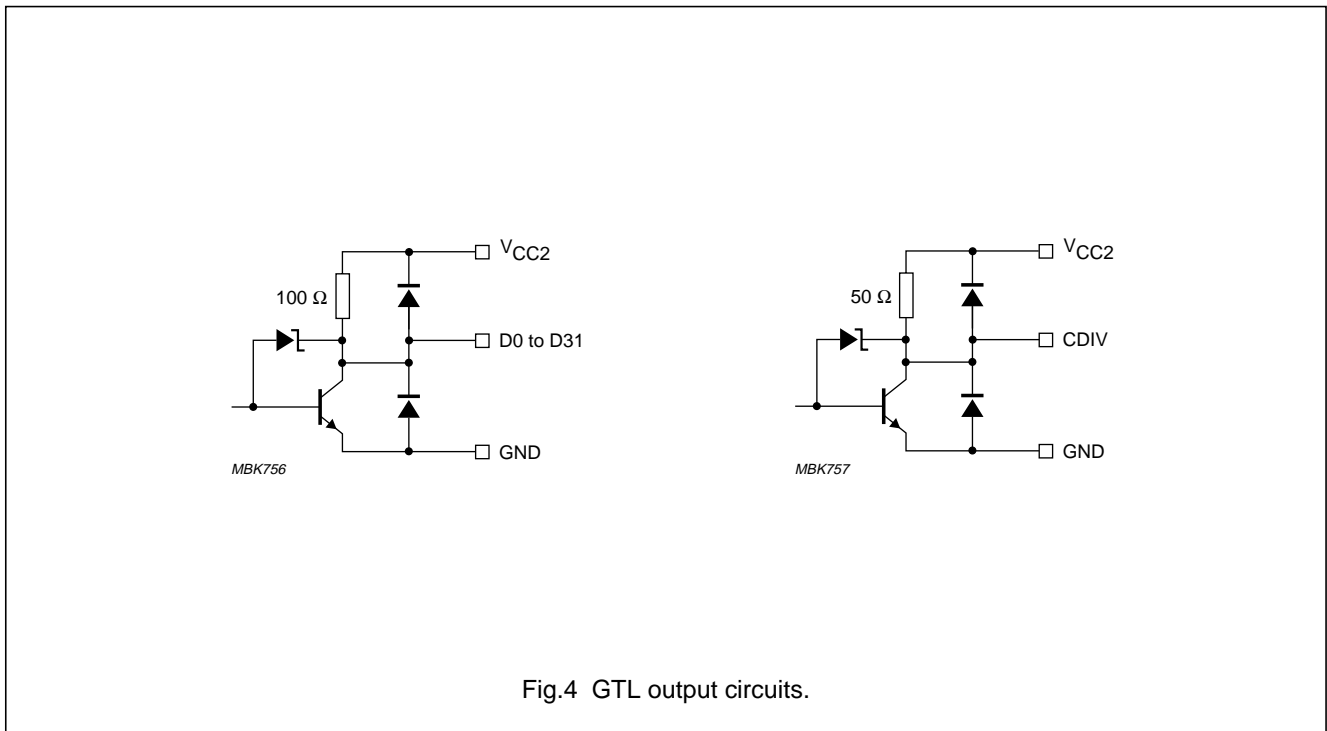 VCC2
100 Ω
D0 to D31
GND
MBK756
VCC2
50 Ω
CDIV
GND
MBK757
Fig.4 GTL output circuits.